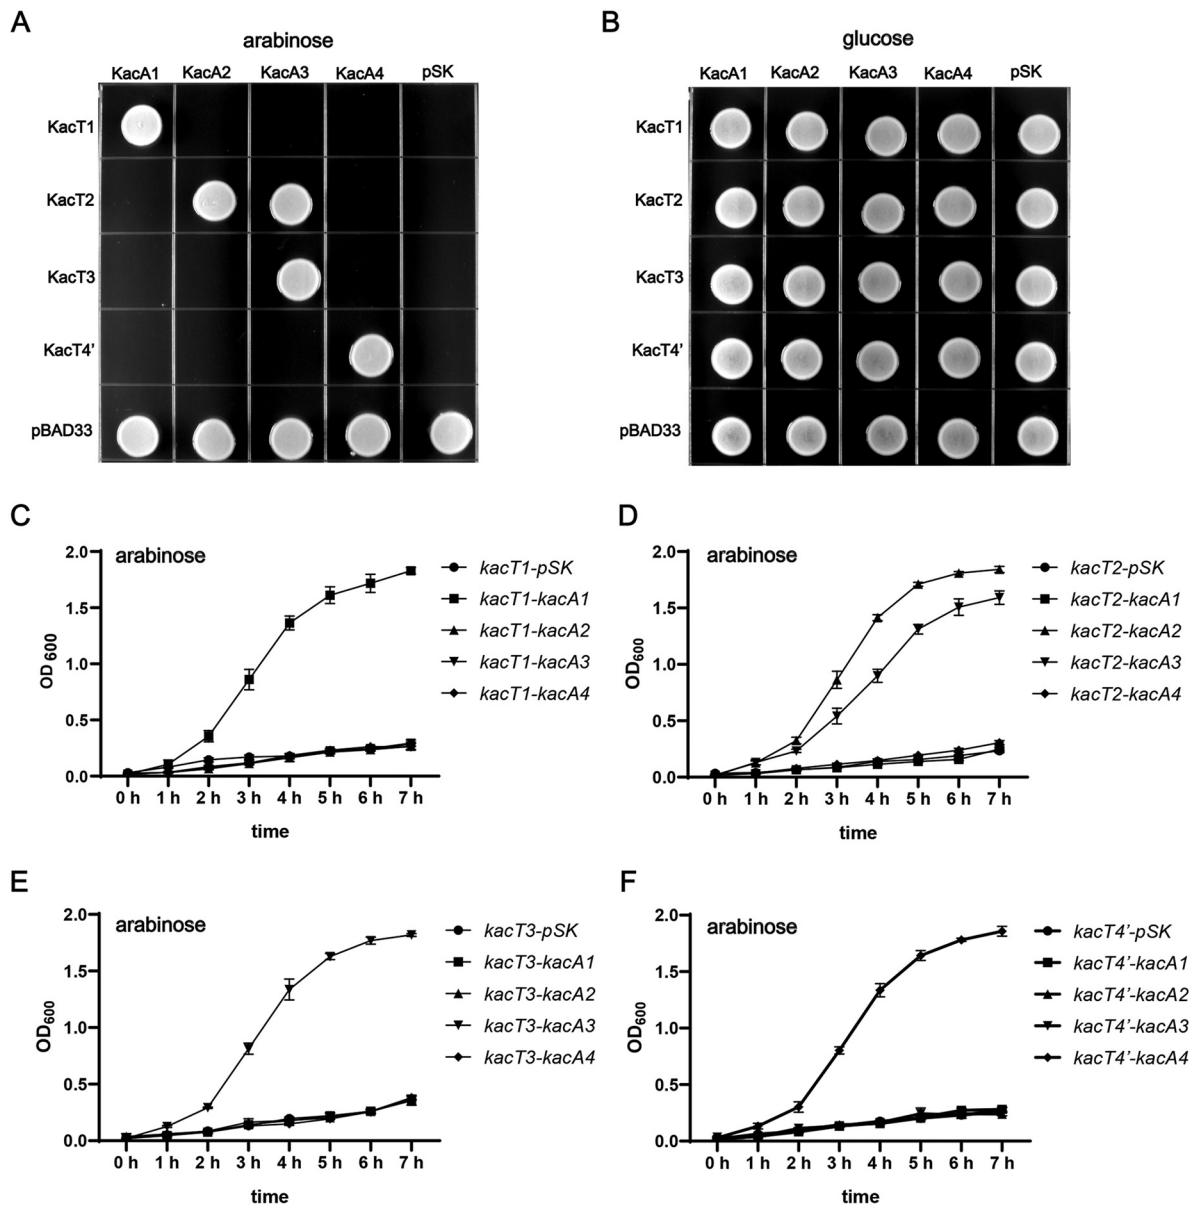 A
B
arabinose
glucose
KacA1 KacA2 KacA3 KacA4 pSK
KacA1 KacA2 KacA3 KacA4 pSK
KacT1
KacT2
KacT3
KacT4'
pBAD33
KacT1
KacT2
KacT3
KacT4'
pBAD33
C
arabinose
OD600
2.0
1.5
1.0
0.5
0.0
0 h 1 h 2 h 3 h 4 h 5 h 6 h 7 h
time
kacT1-pSK
kacT1-kacA1
kacT1-kacA2
kacT1-kacA3
kacT1-kacA4
D
arabinose
OD600
2.0
1.5
1.0
0.5
0.0
0 h 1 h 2 h 3 h 4 h 5 h 6 h 7 h
time
kacT2-pSK
kacT2-kacA1
kacT2-kacA2
kacT2-kacA3
kacT2-kacA4
E
arabinose
OD600
2.0
1.5
1.0
0.5
0.0
0 h 1 h 2 h 3 h 4 h 5 h 6 h 7 h
time
kacT3-pSK
kacT3-kacA1
kacT3-kacA2
kacT3-kacA3
kacT3-kacA4
F
arabinose
OD600
2.0
1.5
1.0
0.5
0.0
0 h 1 h 2 h 3 h 4 h 5 h 6 h 7 h
time
kacT4'-pSK
kacT4'-kacA1
kacT4'-kacA2
kacT4'-kacA3
kacT4'-kacA4